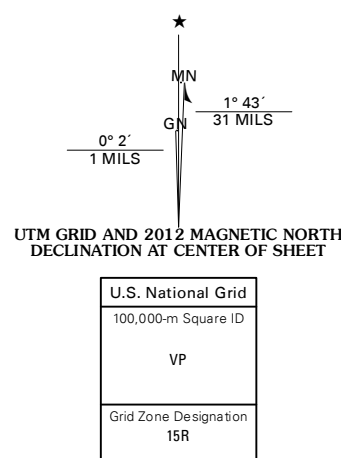 ★
MN
1° 43´
31 MILS
GN
0° 2´
1 MILS
UTM GRID AND 2012 MAGNETIC NORTH
DECLINATION AT CENTER OF SHEET
U.S. National Grid
100,000-m Square ID
VP
Grid Zone Designation
15R